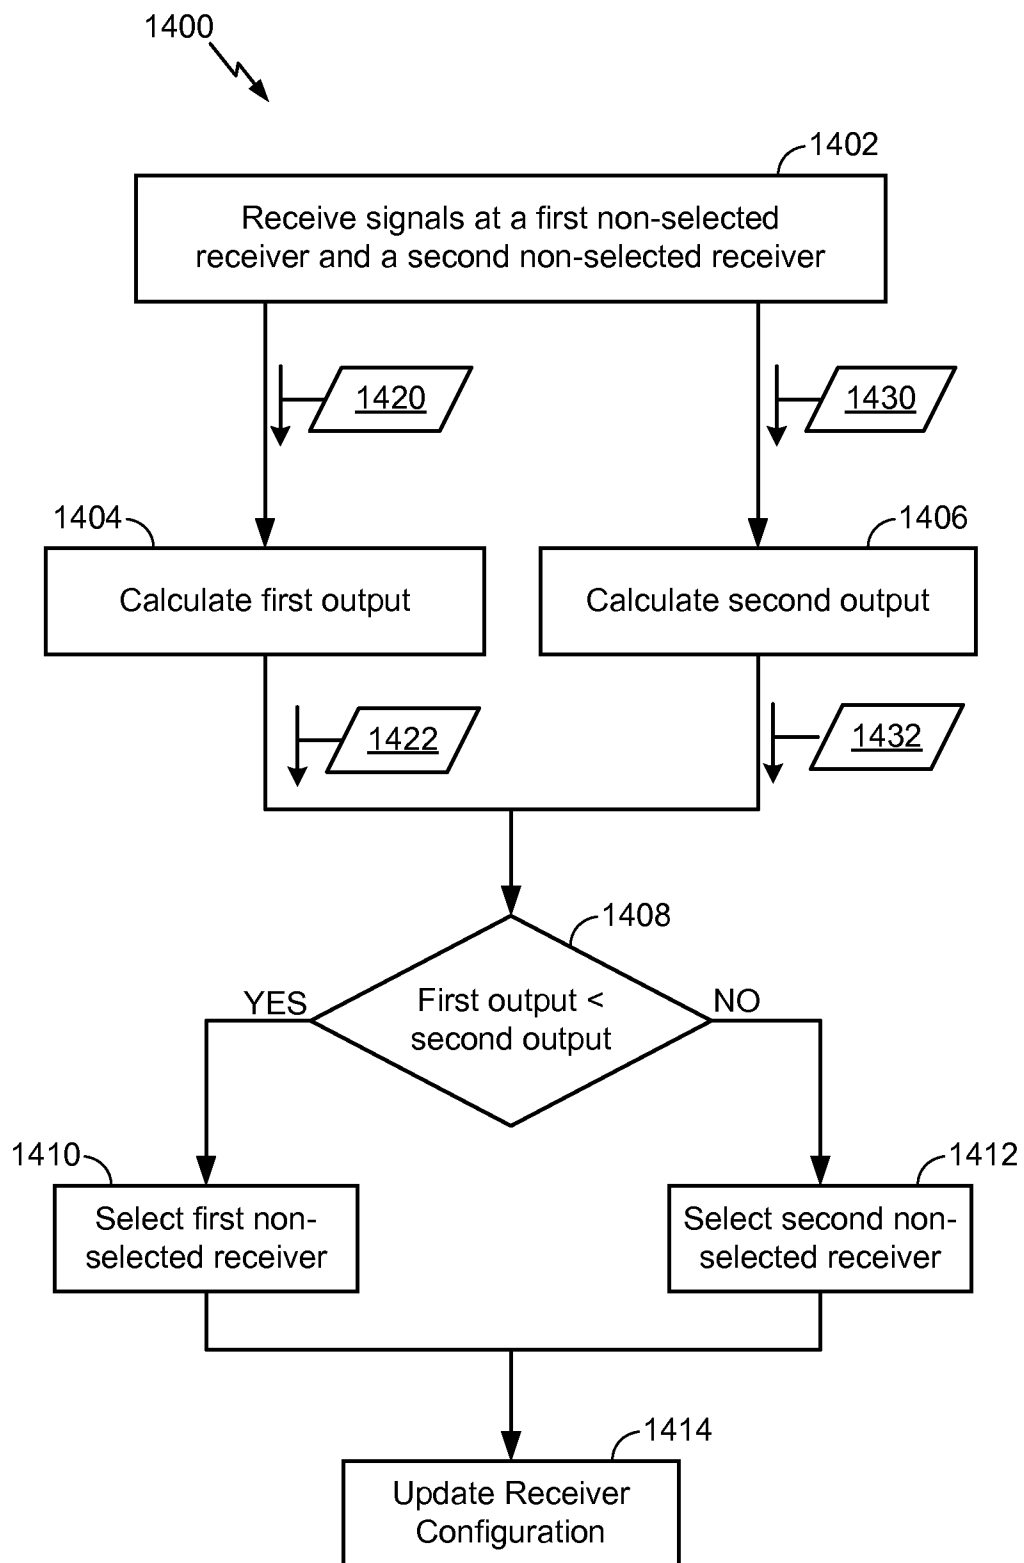 1400
1402
Receive signals at a first non-selected
receiver and a second non-selected receiver
1420
1430
1404
1406
Calculate first output
Calculate second output
1422
1432
1408
First output <
second output
YES
NO
1410
1412
Select first non-
selected receiver
Select second non-
selected receiver
1414
Update Receiver
Configuration